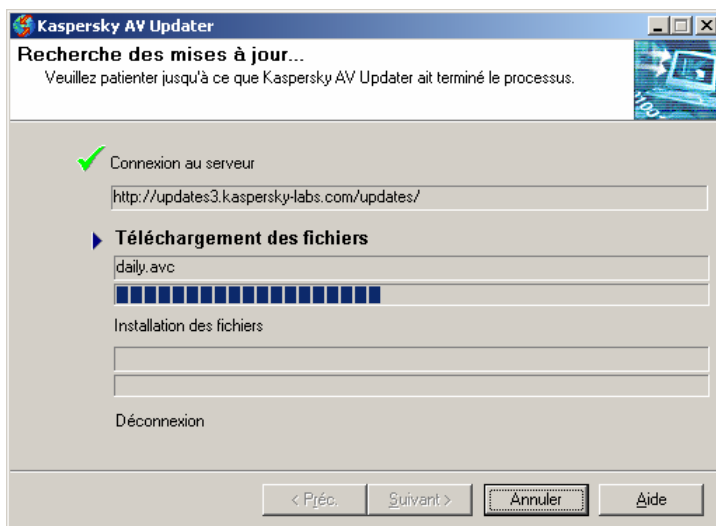 Kaspersky AV Updater
Recherche des mises à jour...
Veuillez patienter jusqu'à ce que Kaspersky AV Updater ait terminé le processus.
Connexion au serveur
http://updates3.kaspersky-labs.com/updates/
Téléchargement des fichiers
daily.avc
Installation des fichiers
Déconnexion
< Préc.
Suivant >
Annuler
Aide